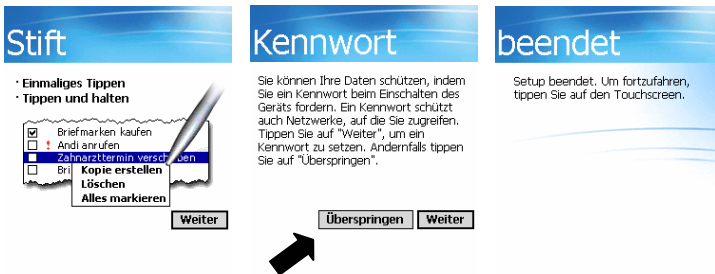 Stift
· Einmaliges Tippen
· Tippen und halten
Briefmarken kaufen
! Andi anrufen
Zahnarzttermin verschieben
Bri
Kopie erstellen
Löschen
Alles markieren
Weiter
Kennwort
Sie können Ihre Daten schützen, indem
Sie ein Kennwort beim Einschalten des
Geräts fordern. Ein Kennwort schützt
auch Netzwerke, auf die Sie zugreifen.
Tippen Sie auf "Weiter", um ein
Kennwort zu setzen. Andernfalls tippen
Sie auf "Überspringen".
Überspringen Weiter
beendet
Setup beendet. Um fortzufahren,
tippen Sie auf den Touchscreen.